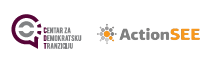 CENTAR ZA
DEMOKRATSKU
TRANZICIJU
ActionSEE